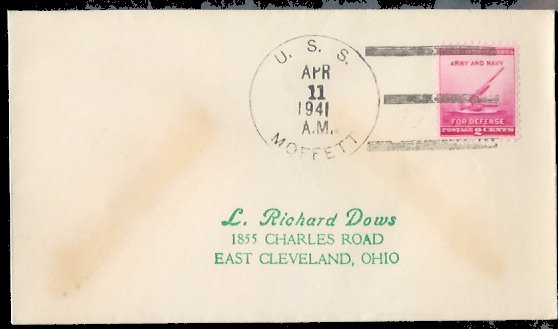 U. S. S.
APR
11
1941
A.M.
MOFFETT
ARMY AND NAVY
FOR DEFENSE
POSTAGE 2 CENTS
L. Richard Dows
1855 CHARLES ROAD
EAST CLEVELAND, OHIO